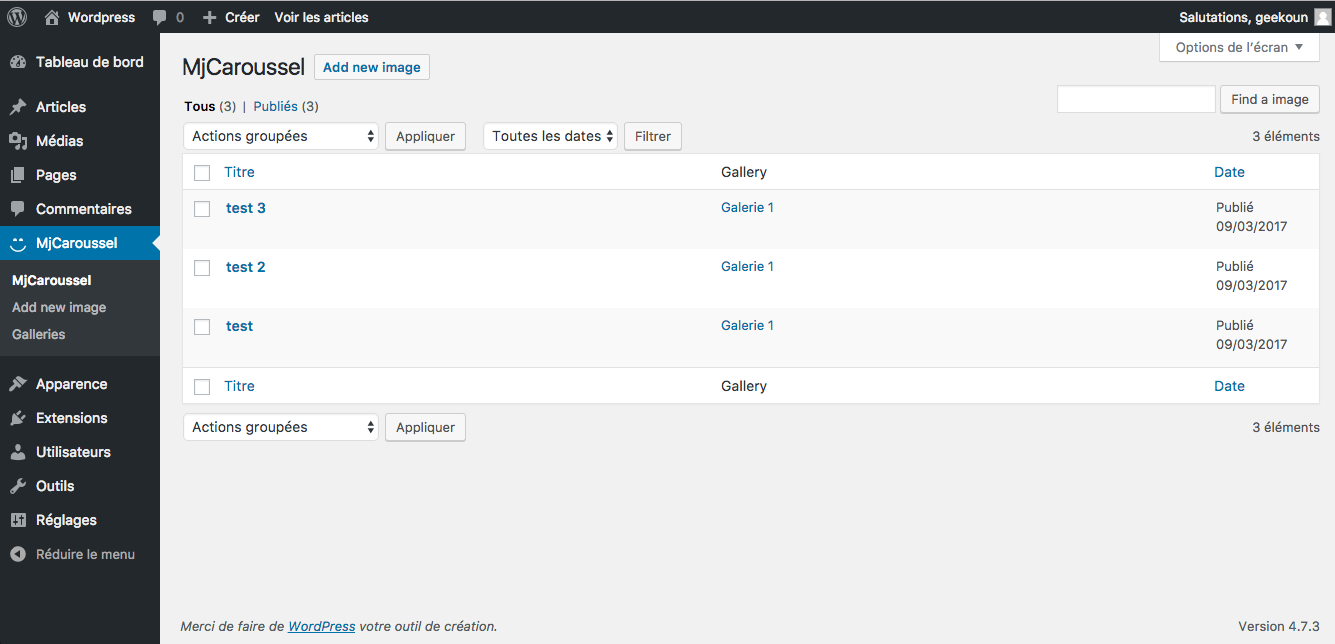 Wordpress 0 Créer Voir les articles Salutations, geekoun
Tableau de bord
Articles
Médias
Pages
Commentaires
MjCaroussel
MjCaroussel
Add new image
Galleries
Apparence
Extensions
Utilisateurs
Outils
Réglages
Réduire le menu
Options de l'écran
MjCaroussel Add new image
Tous (3) | Publiés (3)
Find a image
Actions groupées Appliquer Toutes les dates Filtrer 3 éléments
Titre Gallery Date
test 3 Galerie 1 Publié
09/03/2017
test 2 Galerie 1 Publié
09/03/2017
test Galerie 1 Publié
09/03/2017
Titre Gallery Date
Actions groupées Appliquer 3 éléments
Merci de faire de WordPress votre outil de création. Version 4.7.3